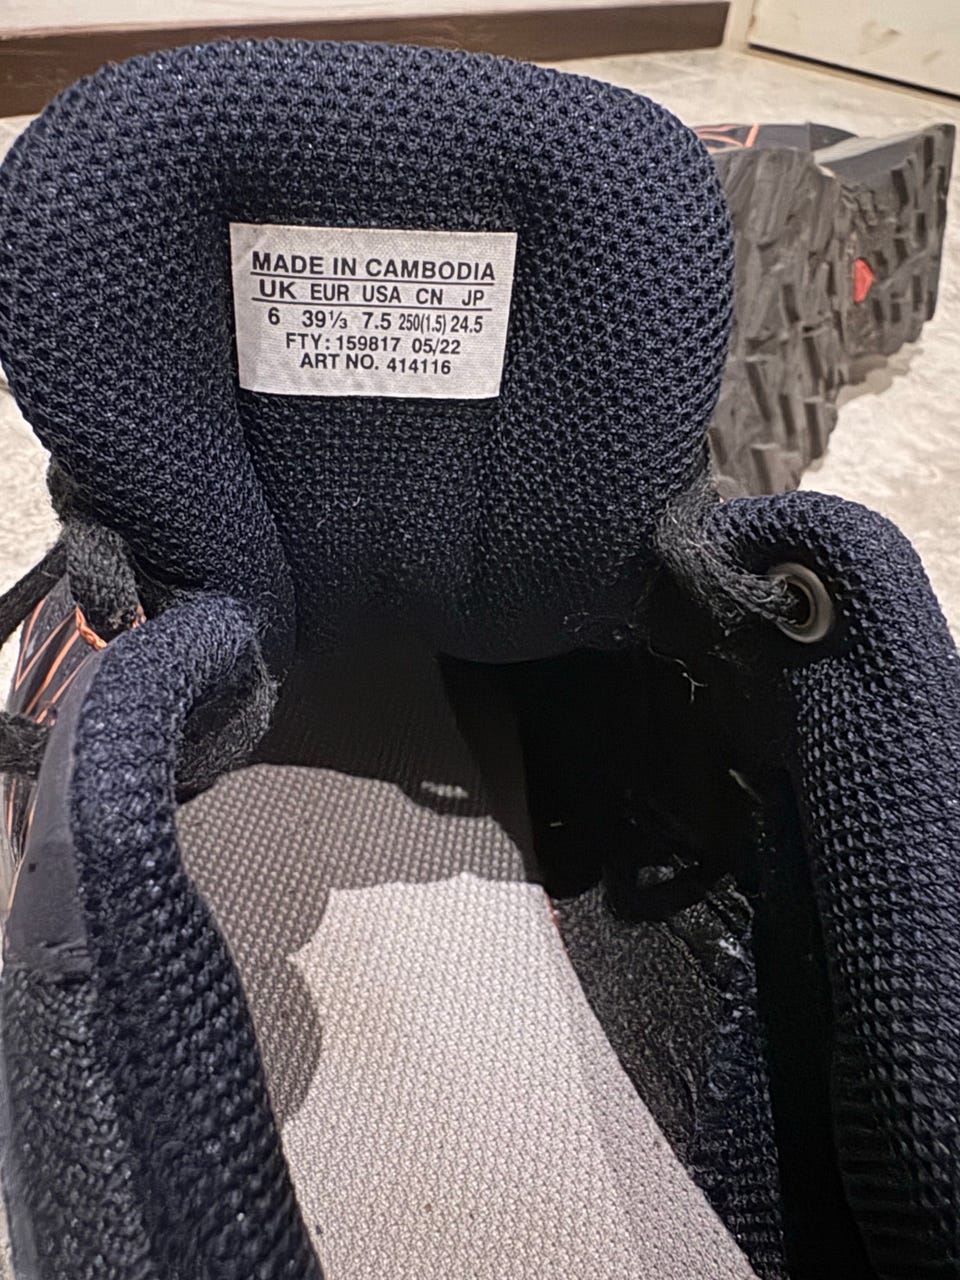 MADE IN CAMBODIA
UK EUR USA CN JP
6 39⅓ 7.5 250(1.5) 24.5
FTY: 159817 05/22
ART NO. 414116